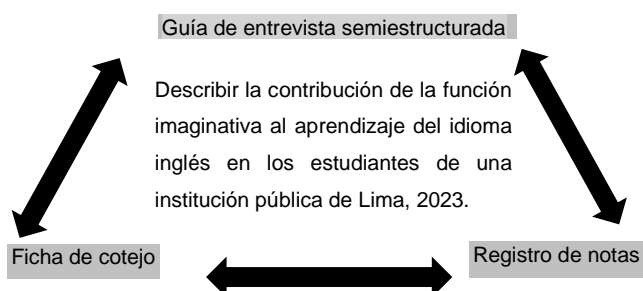 Guía de entrevista semiestructurada
Describir la contribución de la función
imaginativa al aprendizaje del idioma
inglés en los estudiantes de una
institución pública de Lima, 2023.
Ficha de cotejo
Registro de notas